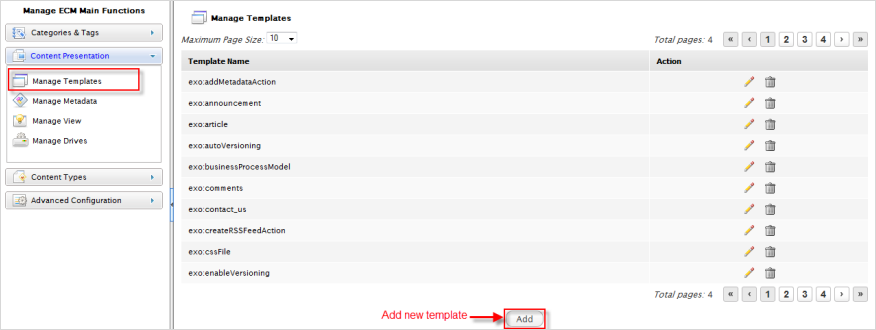 Manage ECM Main Functions
Categories & Tags
Content Presentation
Manage Templates
Manage Metadata
Manage View
Manage Drives
Content Types
Advanced Configuration
Manage Templates
Maximum Page Size: 10
Total pages: 4 « ‹ 1 2 3 4 › »
Template Name Action
exo:addMetadataAction
exo:announcement
exo:article
exo:autoVersioning
exo:businessProcessModel
exo:comments
exo:contact_us
exo:createRSSFeedAction
exo:cssFile
exo:enableVersioning
Total pages: 4 « ‹ 1 2 3 4 › »
Add new template Add